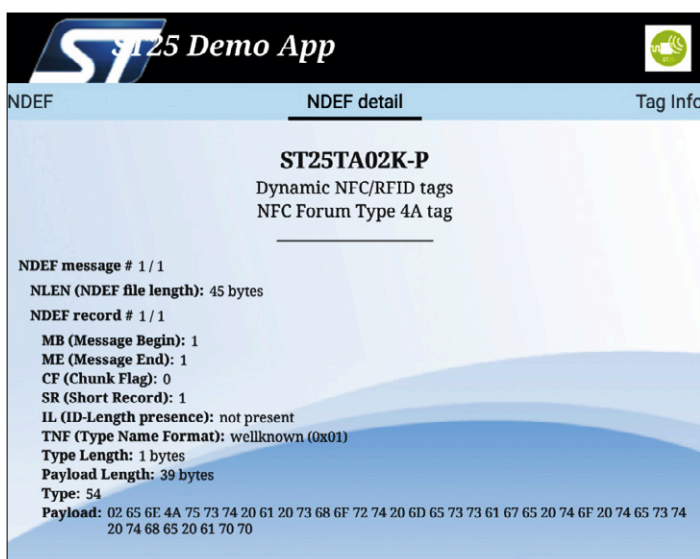 ST25 Demo App
NDEF
NDEF detail
Tag Info
ST25TA02K-P
Dynamic NFC/RFID tags
NFC Forum Type 4A tag
NDEF message # 1 / 1
NLEN (NDEF file length): 45 bytes
NDEF record # 1 / 1
MB (Message Begin): 1
ME (Message End): 1
CF (Chunk Flag): 0
SR (Short Record): 1
IL (ID-Length presence): not present
TNF (Type Name Format): wellknown (0x01)
Type Length: 1 bytes
Payload Length: 39 bytes
Type: 54
Payload: 02 65 6E 4A 75 73 74 20 61 20 73 68 6F 72 74 20 6D 65 73 73 61 67 65 20 74 6F 20 74 65 73 74
20 74 68 65 20 61 70 70